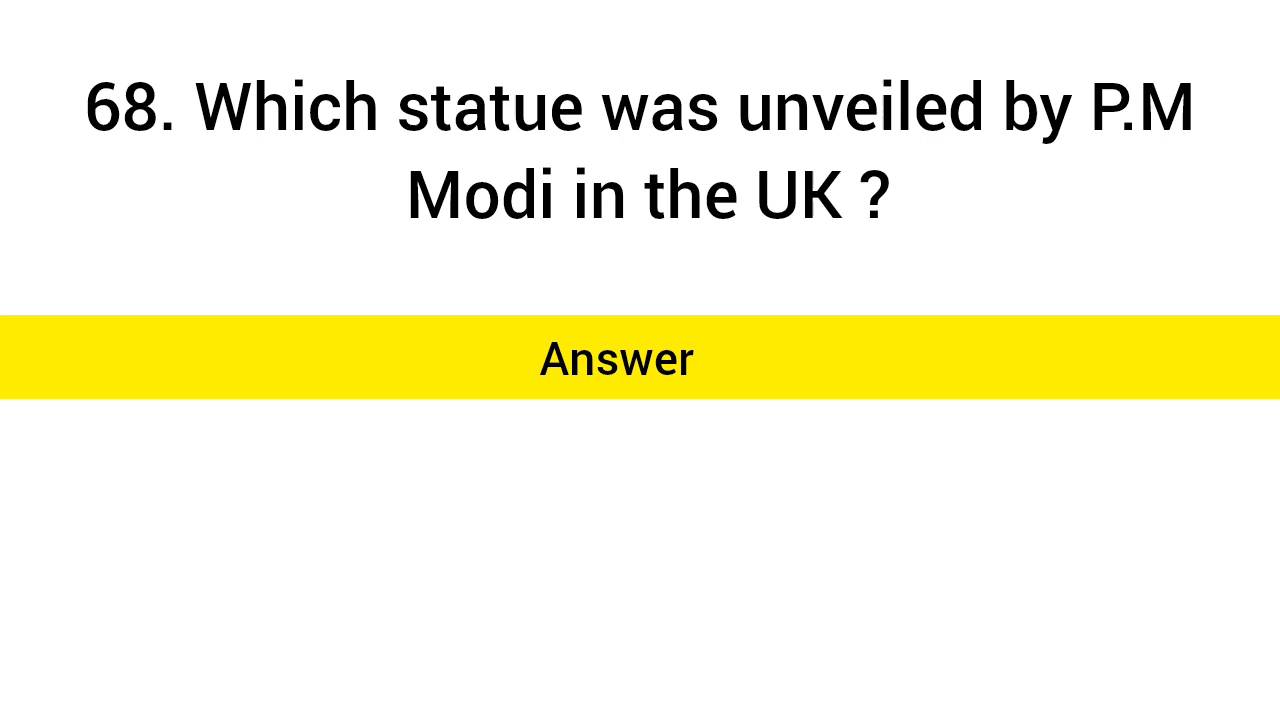 68. Which statue was unveiled by P.M
Modi in the UK ?
Answer